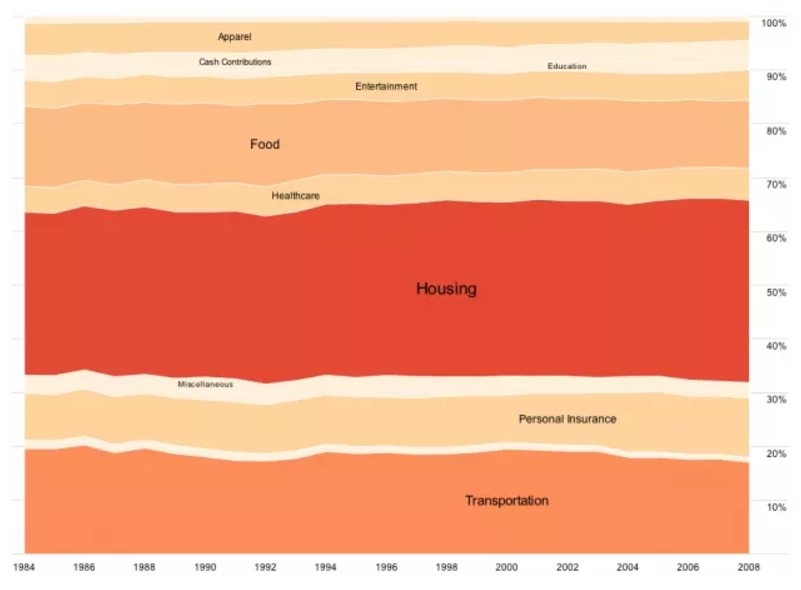 100%
Apparel
Cash Contributions
Education
90%
Entertainment
80%
Food
70%
Healthcare
60%
Housing
50%
40%
Miscellaneous
30%
Personal Insurance
20%
Transportation
10%
1984 1986 1988 1990 1992 1994 1996 1998 2000 2002 2004 2006 2008